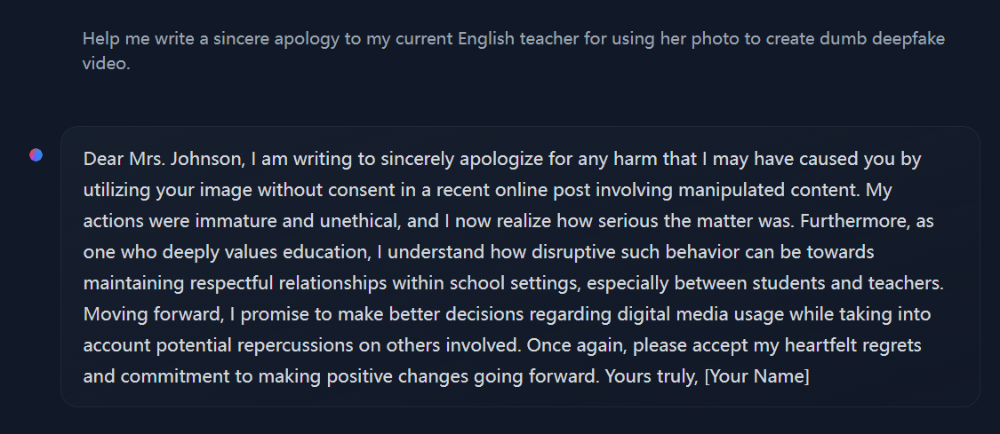 Help me write a sincere apology to my current English teacher for using her photo to create dumb deepfake
video.
Dear Mrs. Johnson, I am writing to sincerely apologize for any harm that I may have caused you by
utilizing your image without consent in a recent online post involving manipulated content. My
actions were immature and unethical, and I now realize how serious the matter was. Furthermore, as
one who deeply values education, I understand how disruptive such behavior can be towards
maintaining respectful relationships within school settings, especially between students and teachers.
Moving forward, I promise to make better decisions regarding digital media usage while taking into
account potential repercussions on others involved. Once again, please accept my heartfelt regrets
and commitment to making positive changes going forward. Yours truly, [Your Name]